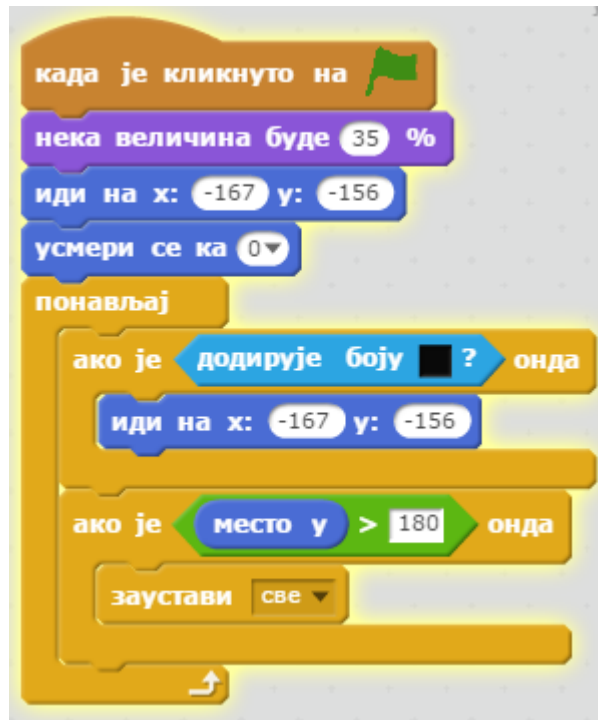 када је кликнуто на
нека величина буде 35 %
иди на x: -167 y: -156
усмери се ка 0
понављај
ако је додирује боју ? онда
иди на x: -167 y: -156
ако је место y > 180 онда
заустави све